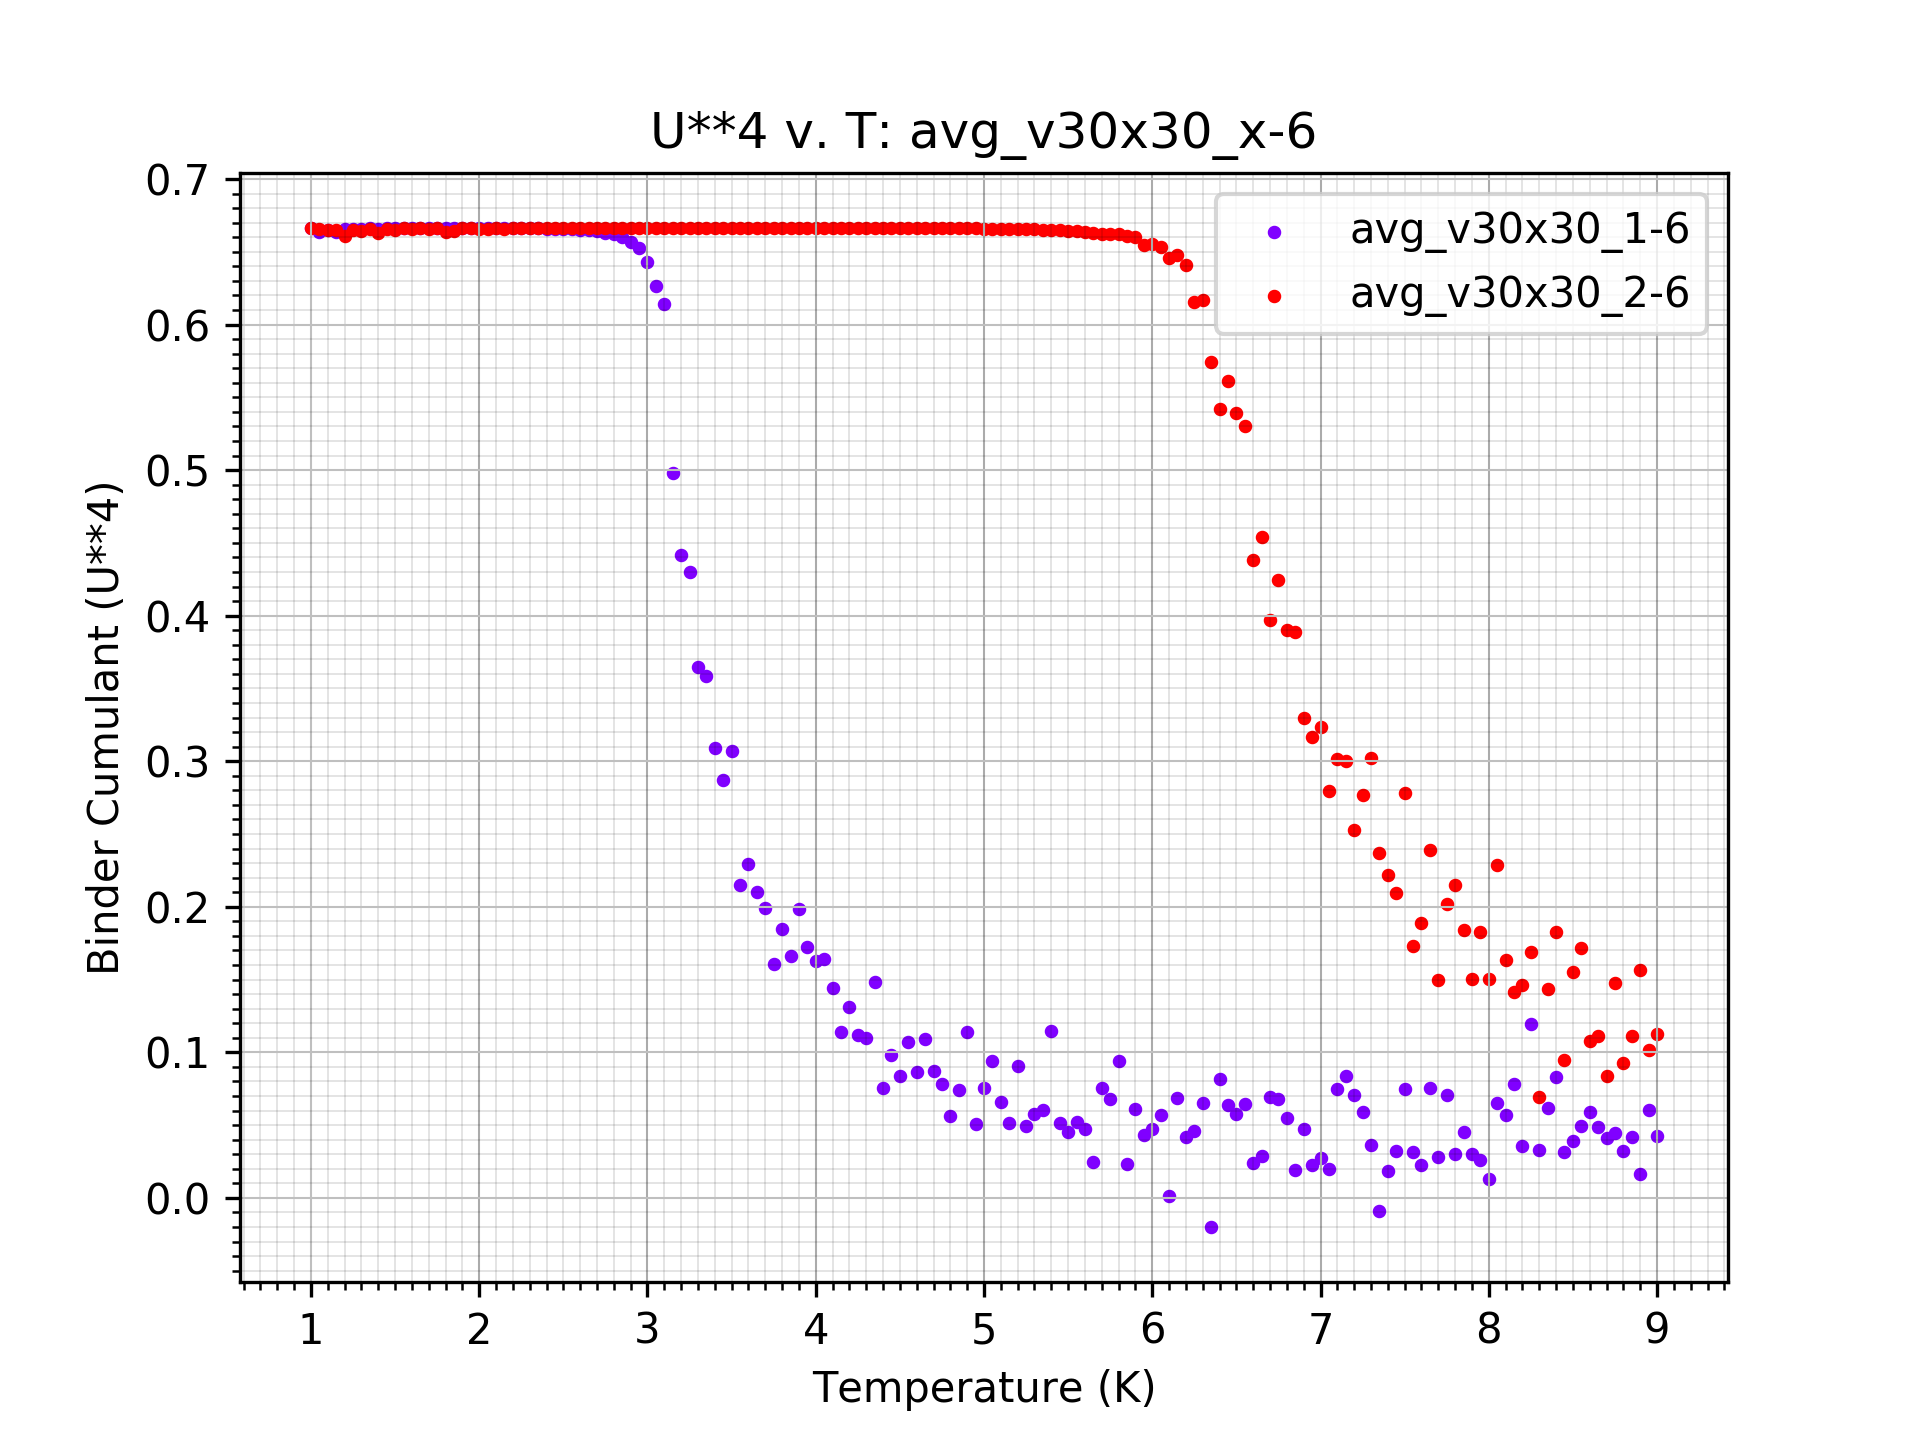 U**4 v. T: avg_v30x30_x-6
avg_v30x30_1-6
avg_v30x30_2-6
Binder Cumulant (U**4)
0.7
0.6
0.5
0.4
0.3
0.2
0.1
0.0
1 2 3 4 5 6 7 8 9
Temperature (K)